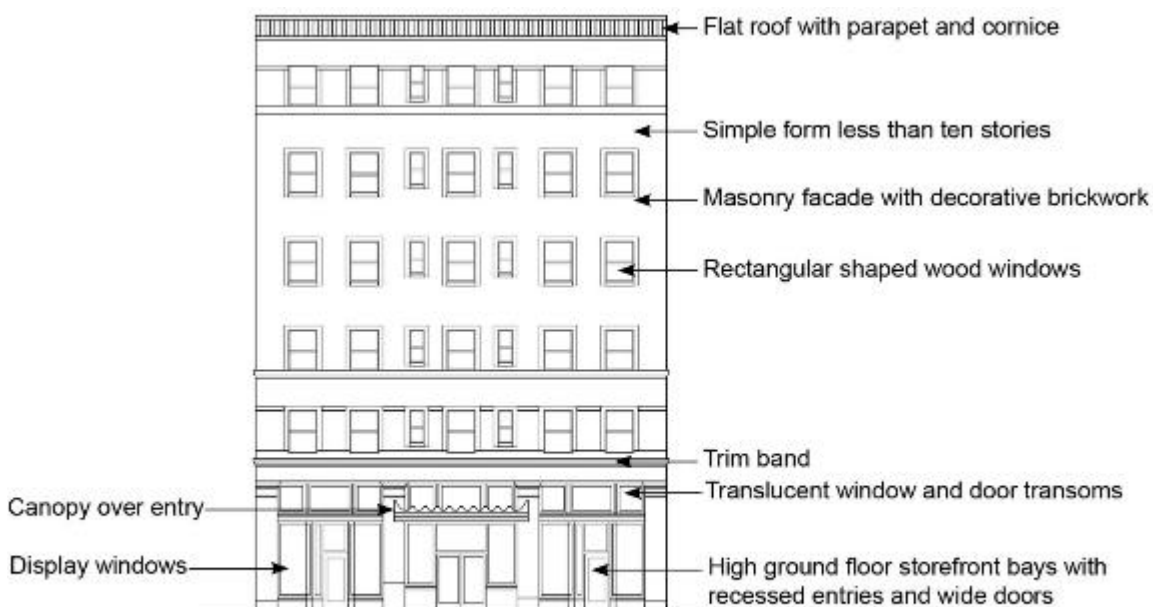 Flat roof with parapet and cornice
Simple form less than ten stories
Masonry facade with decorative brickwork
Rectangular shaped wood windows
Trim band
Translucent window and door transoms
Canopy over entry
Display windows
High ground floor storefront bays with
recessed entries and wide doors